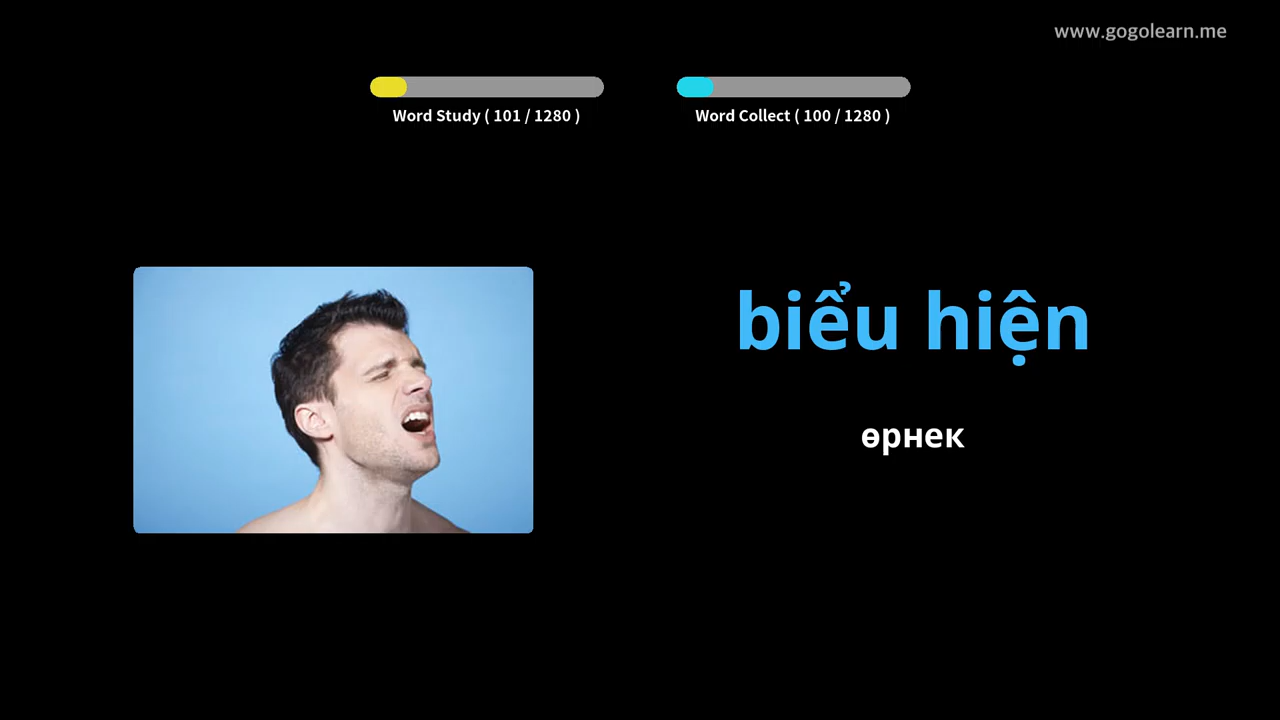 www.gogolearn.me
Word Study ( 101 / 1280 )
Word Collect ( 100 / 1280 )
biểu hiện
өрнек